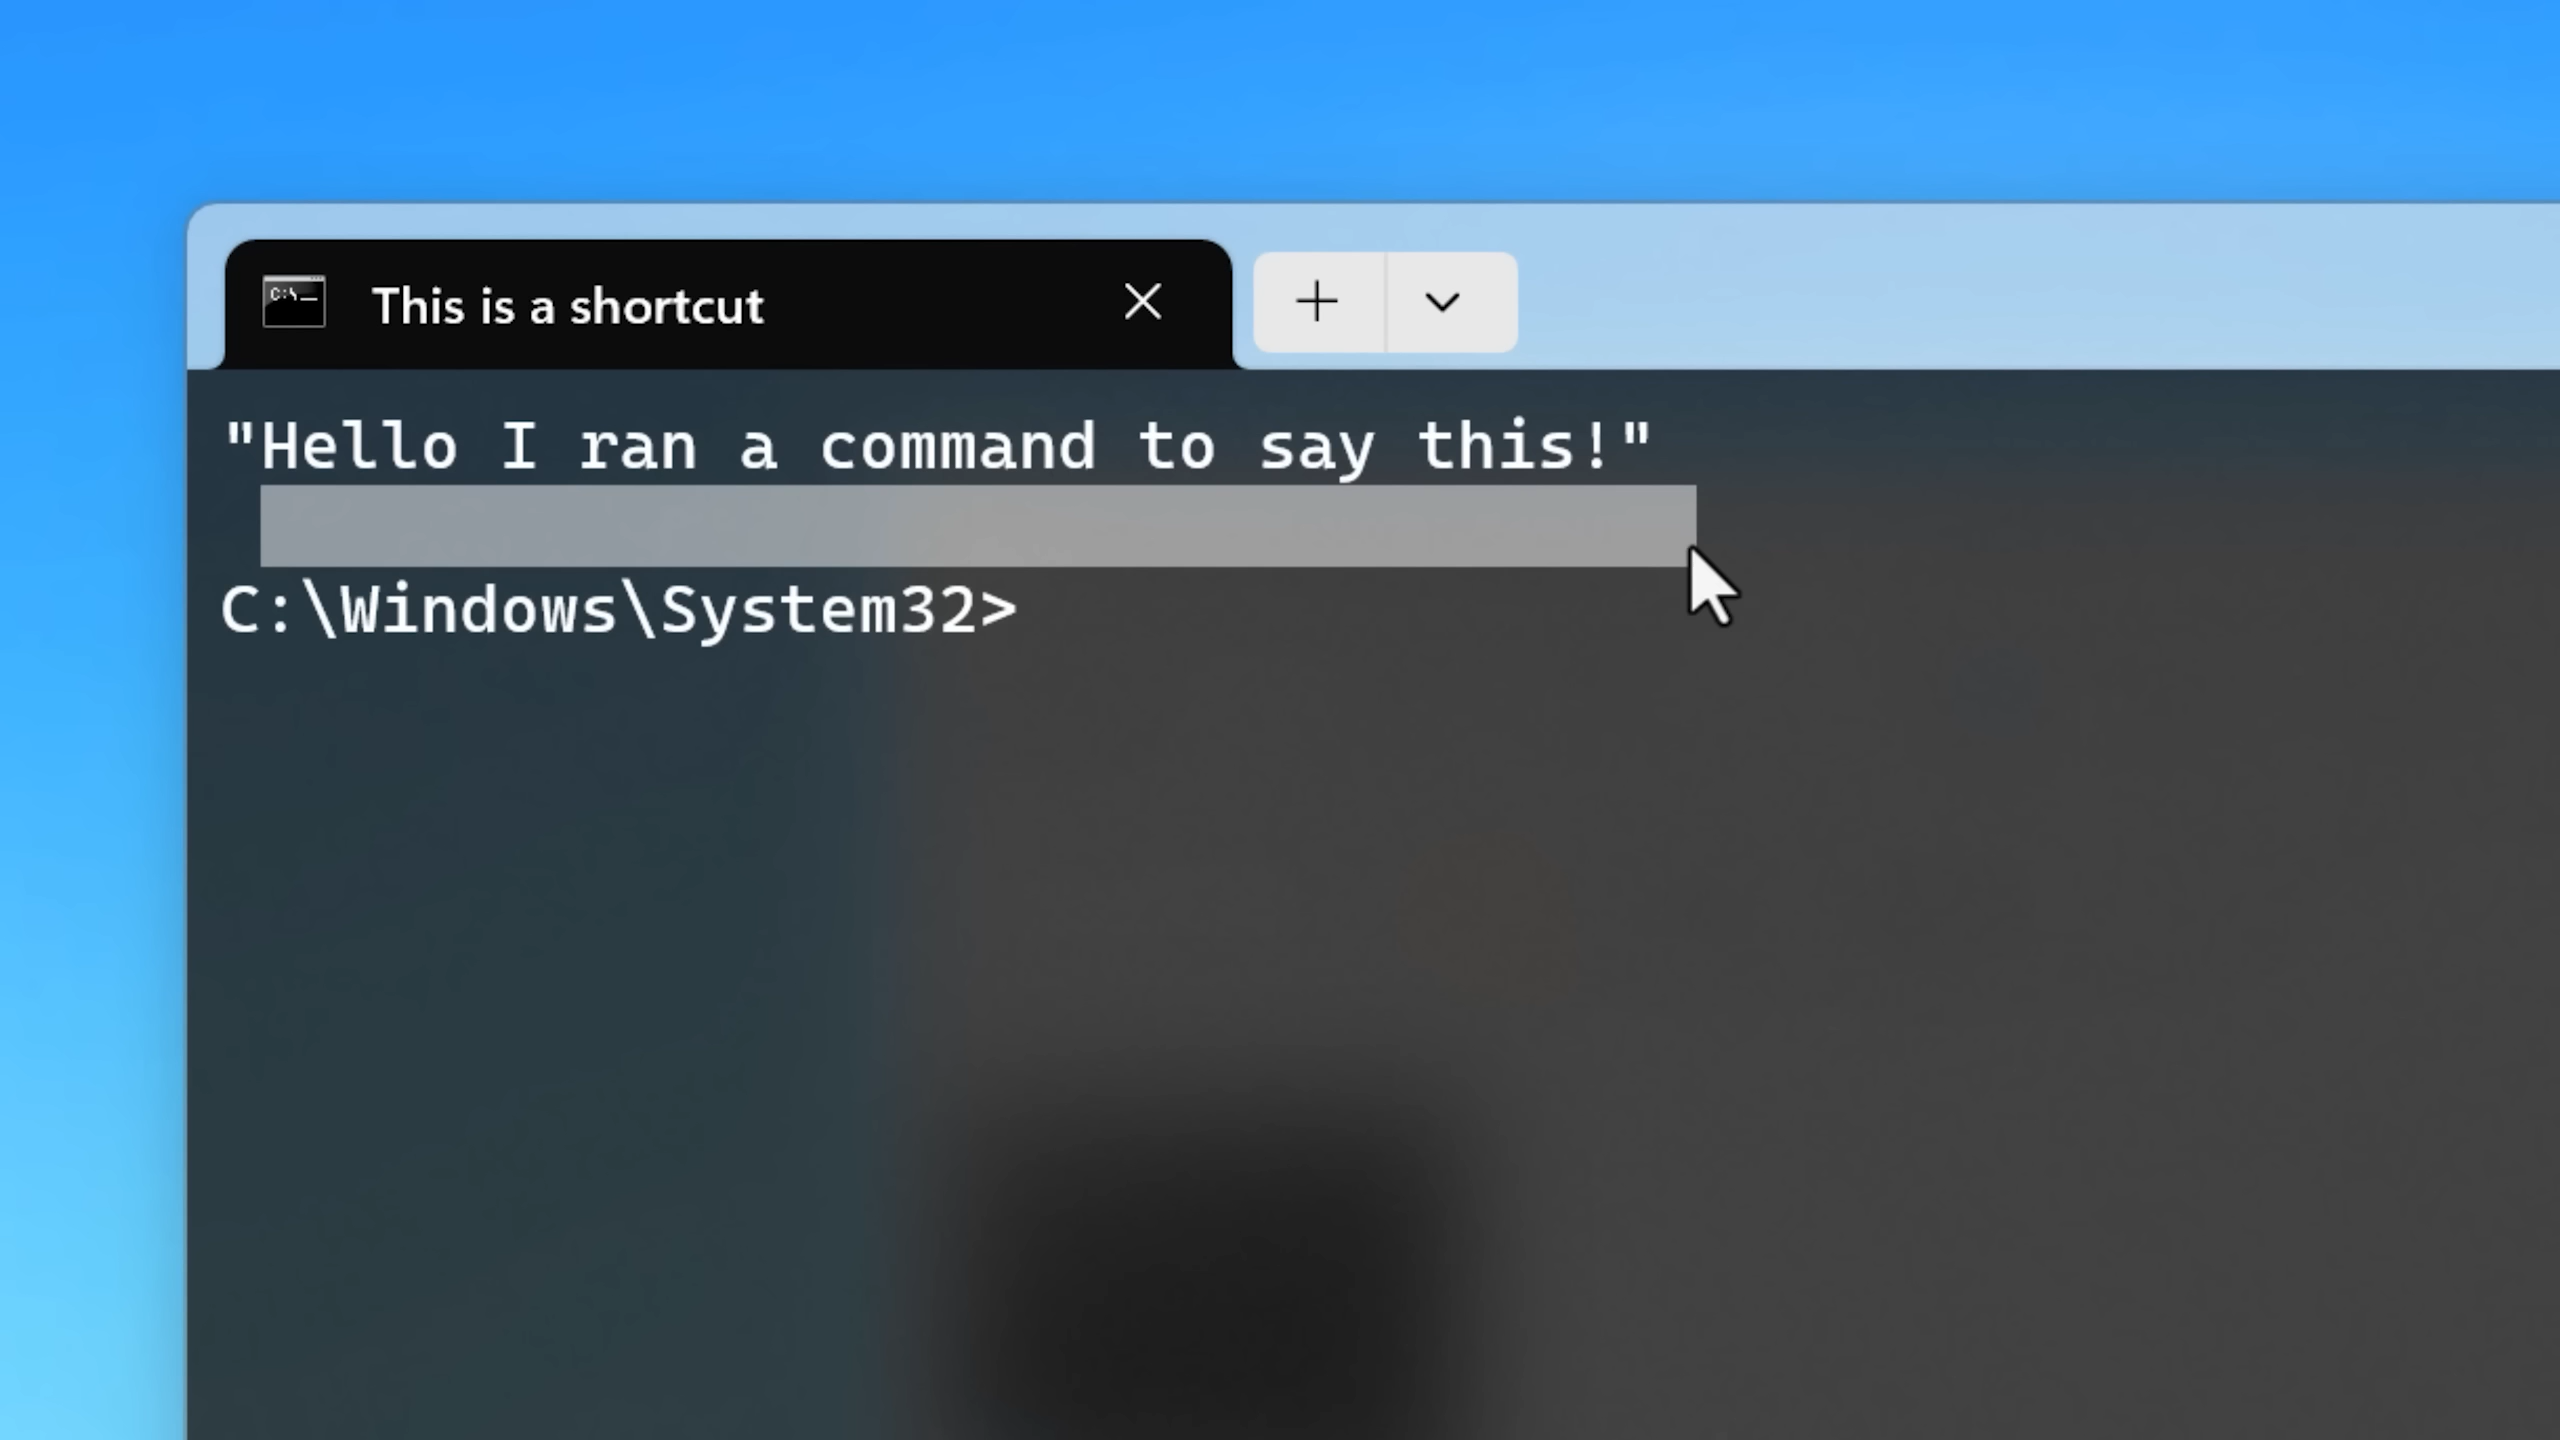 This is a shortcut
"Hello I ran a command to say this!"
C:\Windows\System32>